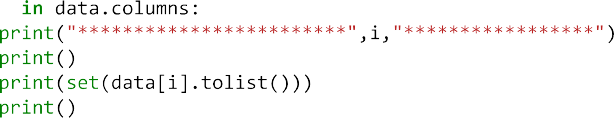 in data.columns:
print("************************",i,"*****************")
print()
print(set(data[i].tolist()))
print()